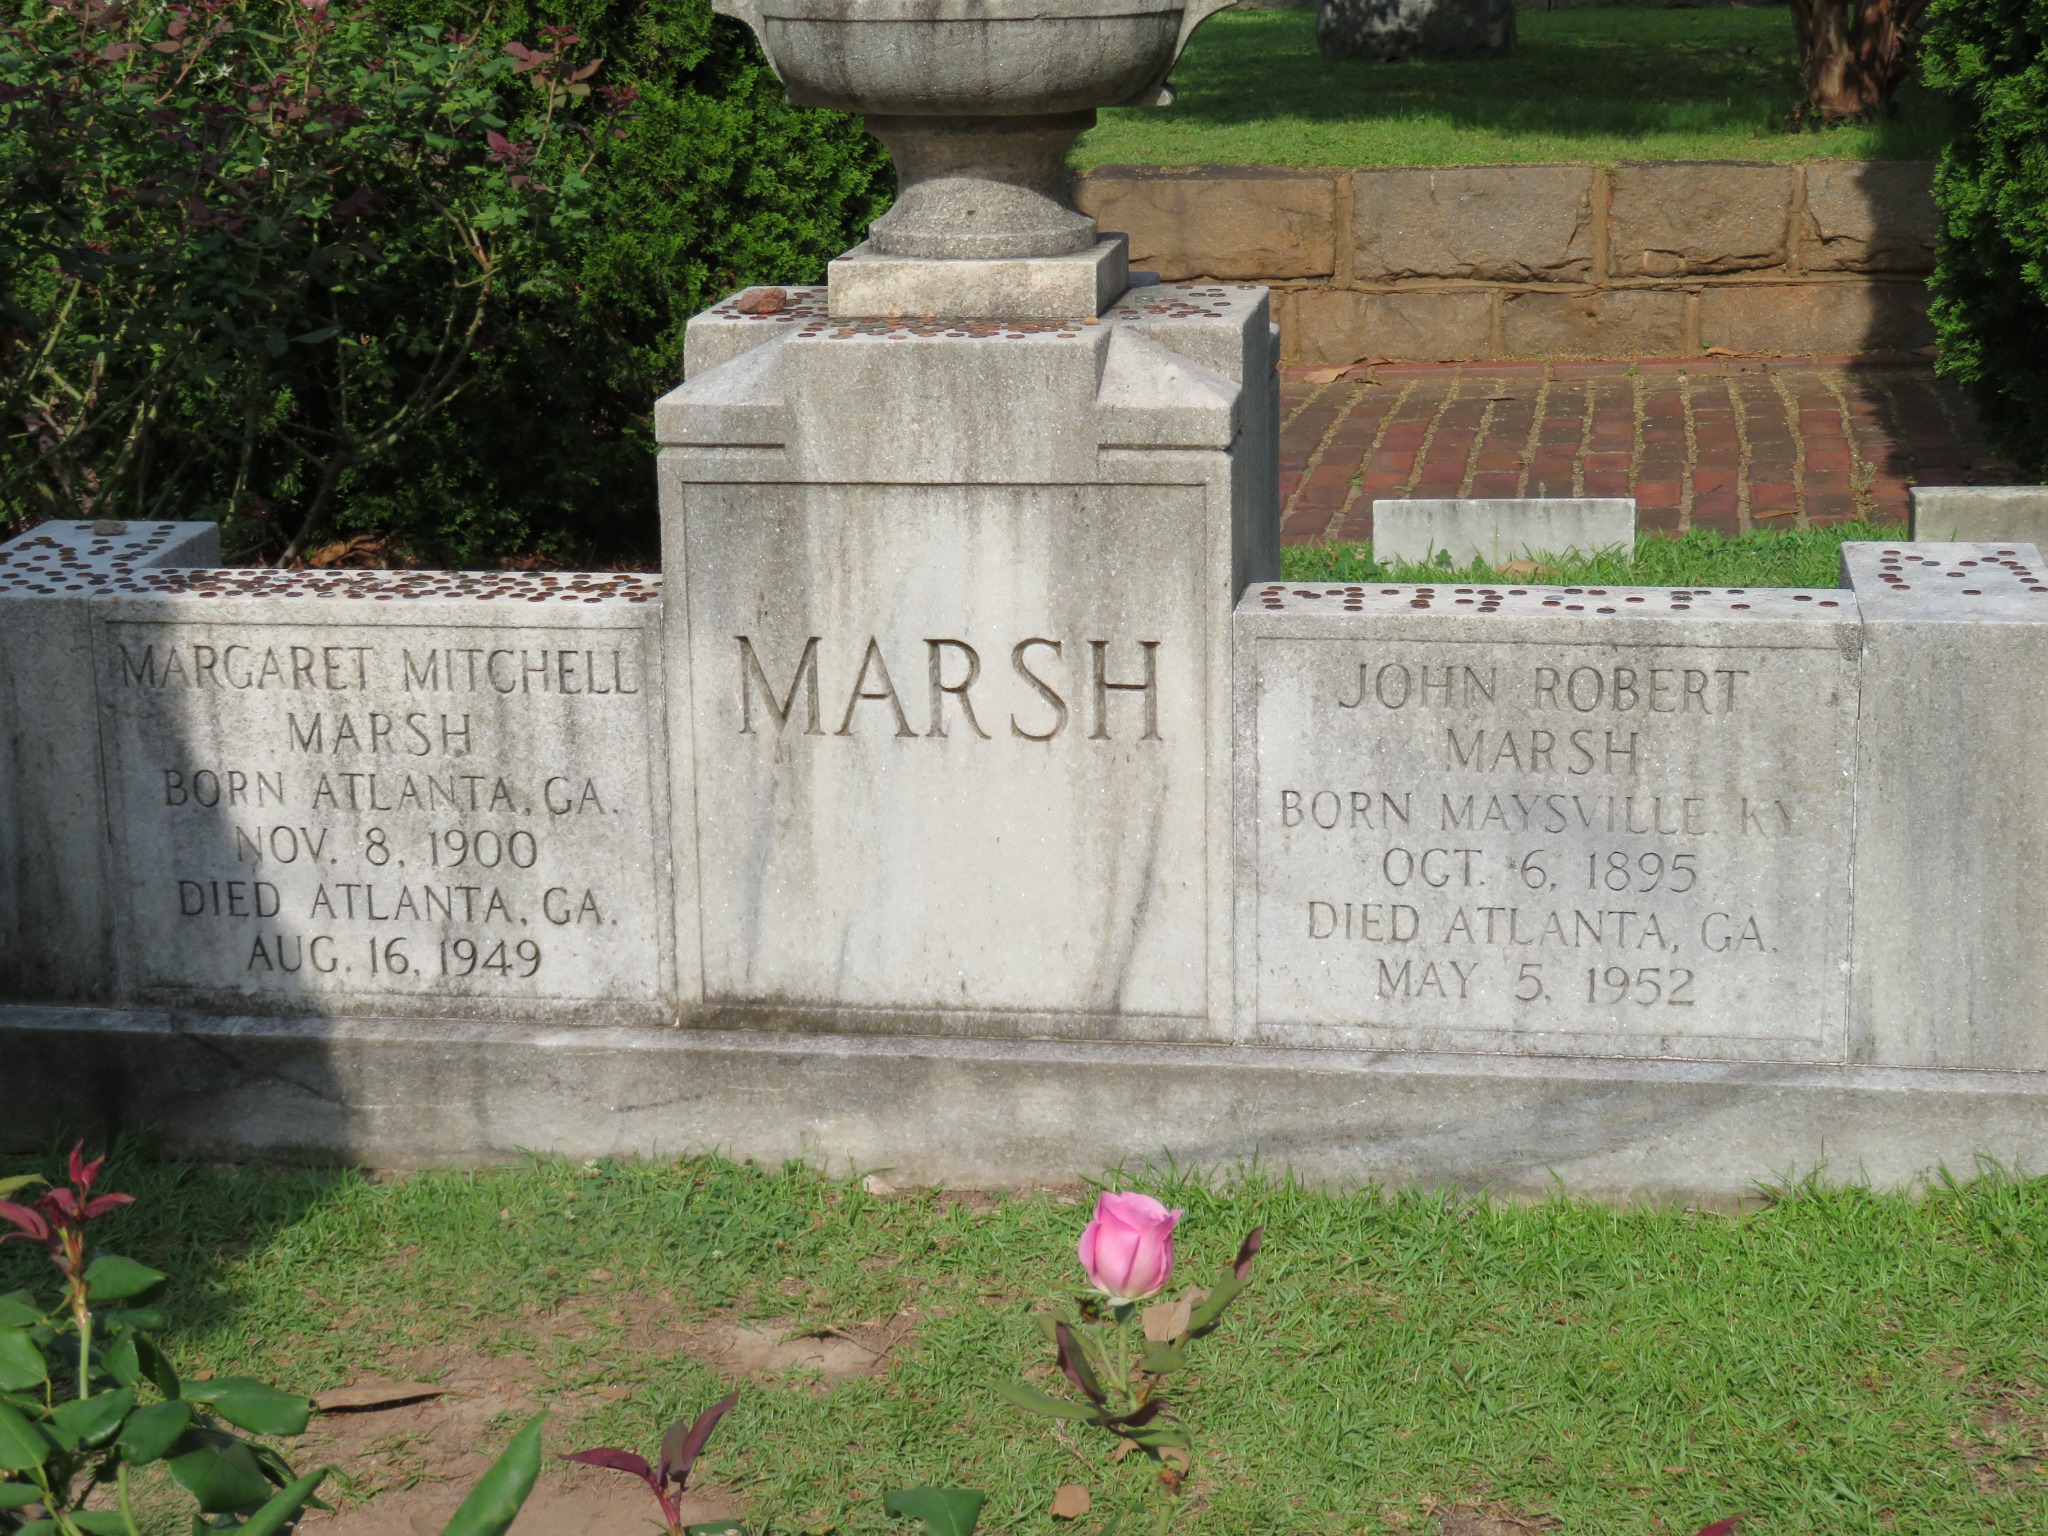 MARGARET MITCHELL
MARSH
BORN ATLANTA, GA.
NOV. 8, 1900
DIED ATLANTA, GA.
AUG. 16, 1949
MARSH
JOHN ROBERT
MARSH
BORN MAYSVILLE, KY.
OCT. 6, 1895
DIED ATLANTA, GA.
MAY 5, 1952